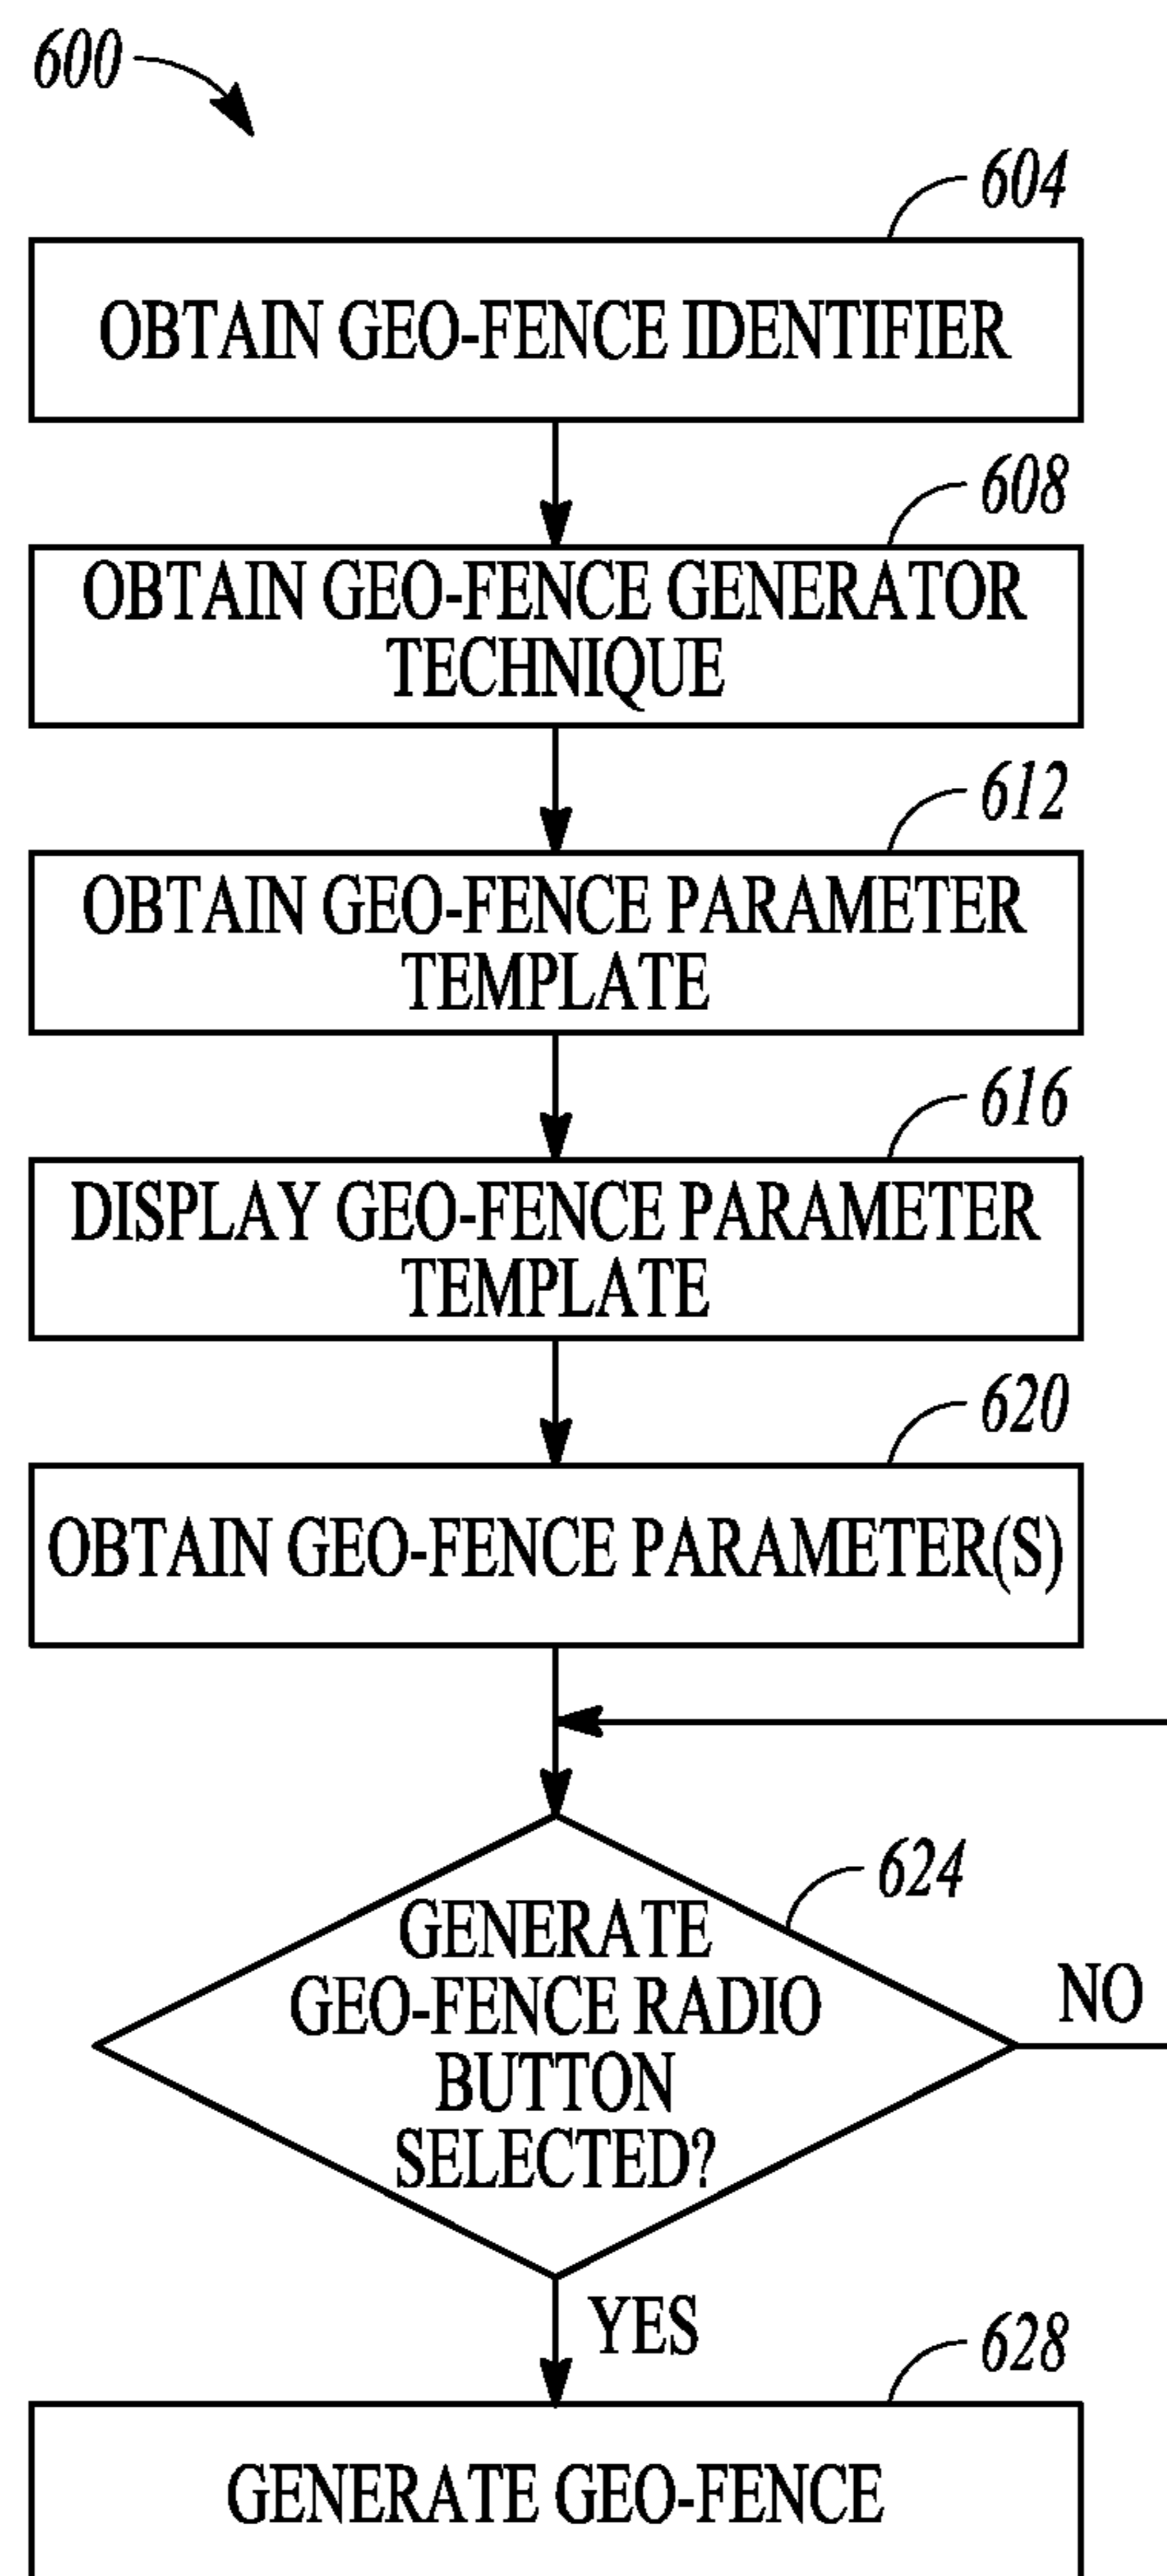 600
604
OBTAIN GEO-FENCE IDENTIFIER
608
OBTAIN GEO-FENCE GENERATOR
TECHNIQUE
612
OBTAIN GEO-FENCE PARAMETER
TEMPLATE
616
DISPLAY GEO-FENCE PARAMETER
TEMPLATE
620
OBTAIN GEO-FENCE PARAMETER(S)
624
GENERATE
GEO-FENCE RADIO
BUTTON
SELECTED?
NO
YES
628
GENERATE GEO-FENCE